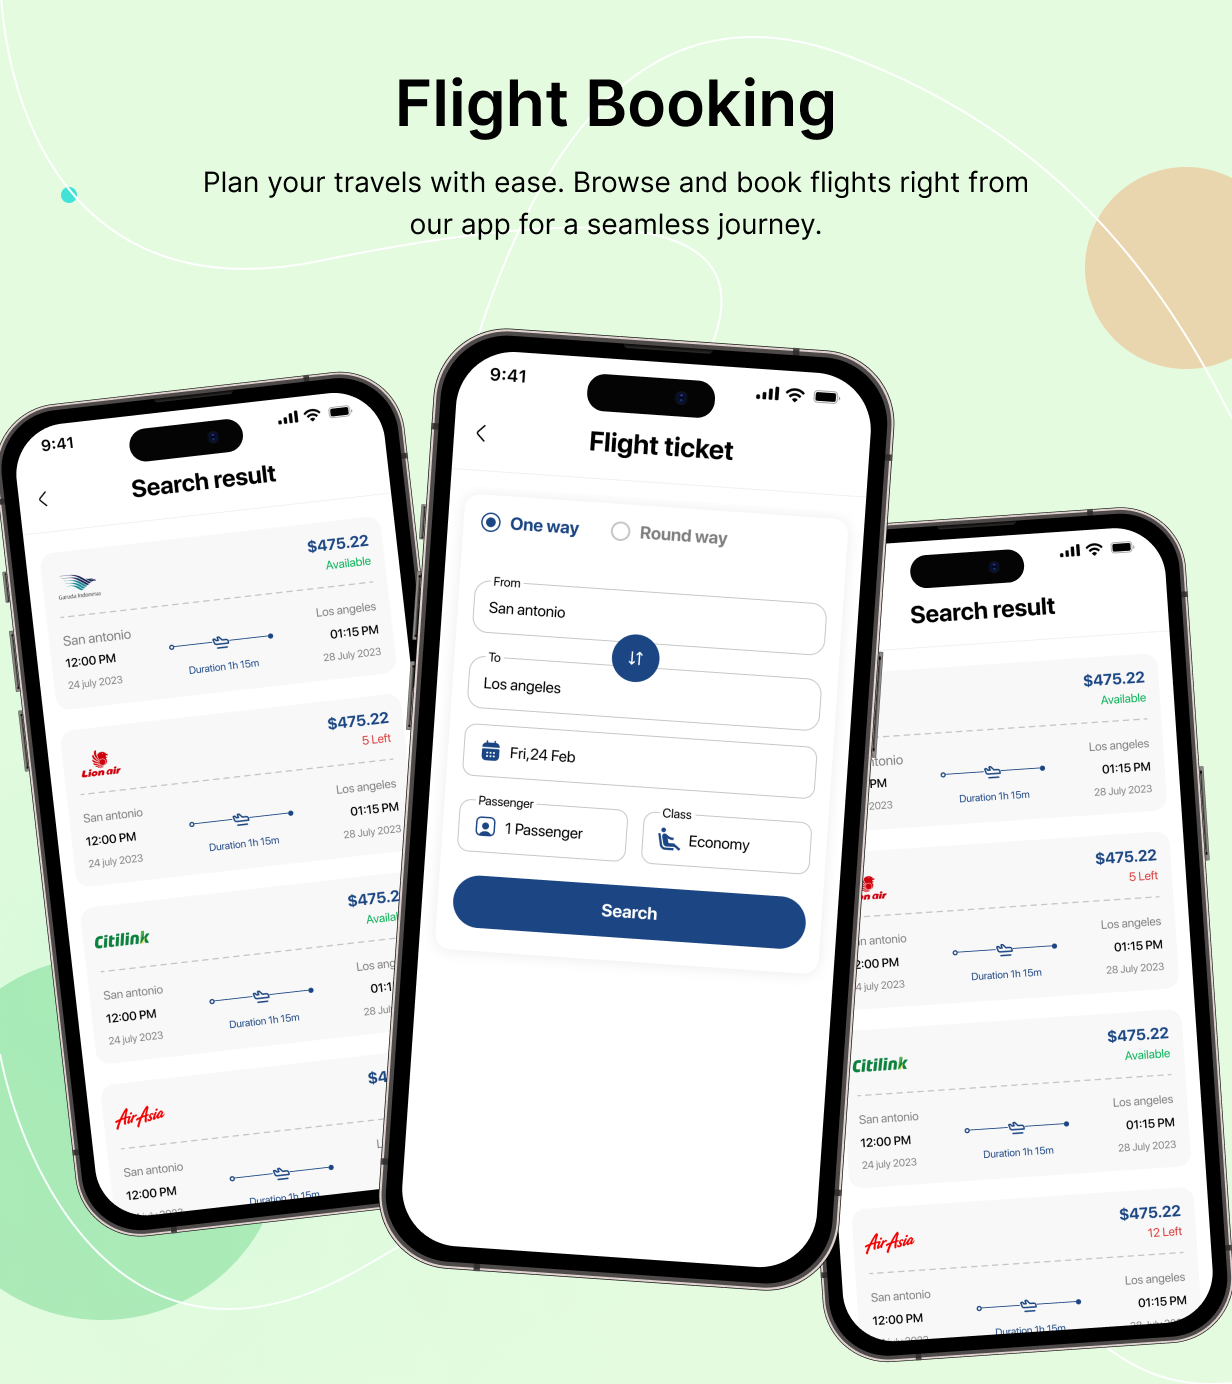 Flight Booking
Plan your travels with ease. Browse and book flights right from
our app for a seamless journey.
9:41
Search result
$475.22
Available
Garuda Indonesia
San antonio
Los angeles
12:00 PM
01:15 PM
24 july 2023
Duration 1h 15m
28 July 2023
$475.22
5 Left
Lion air
San antonio
Los angeles
12:00 PM
01:15 PM
24 july 2023
Duration 1h 15m
28 July 2023
$475.2
Availa
Citilink
San antonio
Los ang
12:00 PM
01:1
24 july 2023
Duration 1h 15m
28 Jul
$4
AirAsia
San antonio
L
12:00 PM
Duration 1h 15m
9:41
Flight ticket
One way
Round way
From
San antonio
To
Los angeles
Fri,24 Feb
Passenger
1 Passenger
Class
Economy
Search
Search result
$475.22
Available
tonio
Los angeles
PM
01:15 PM
2023
Duration 1h 15m
28 July 2023
$475.22
5 Left
on air
n antonio
Los angeles
2:00 PM
01:15 PM
4 july 2023
Duration 1h 15m
28 July 2023
$475.22
Available
Citilink
San antonio
Los angeles
12:00 PM
01:15 PM
24 july 2023
Duration 1h 15m
28 July 2023
$475.22
12 Left
AirAsia
San antonio
Los angeles
12:00 PM
01:15 PM
Duration 1h 15m